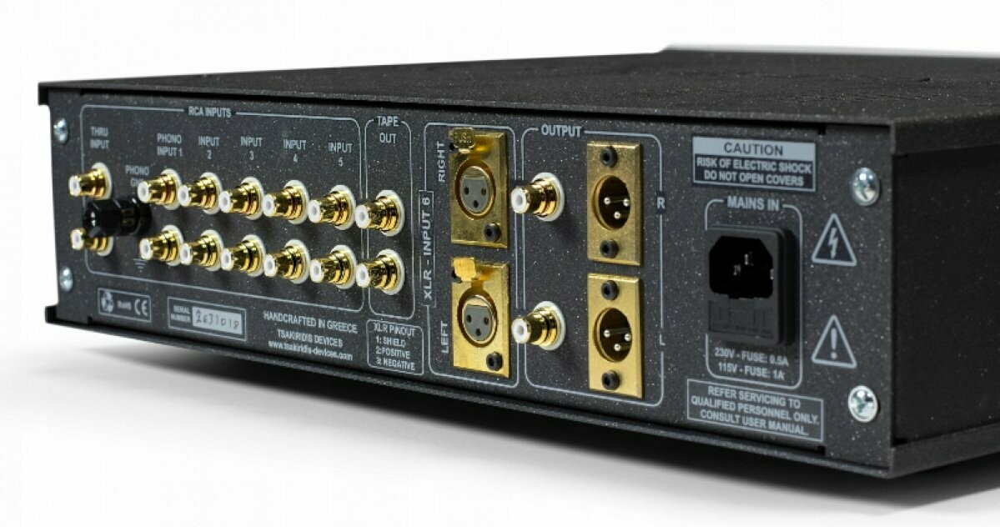 RCA INPUTS
THRU
INPUT
PHONO
GND
PHONO
INPUT 1
INPUT
2
INPUT
3
INPUT
4
INPUT
5
TAPE
OUT
XLR - INPUT 6
RIGHT
PUSH
LEFT
OUTPUT
R
L
CAUTION
RISK OF ELECTRIC SHOCK
DO NOT OPEN COVERS
MAINS IN
230V - FUSE: 0.5A
115V - FUSE: 1A
REFER SERVICING TO
QUALIFIED PERSONNEL ONLY.
CONSULT USER MANUAL.
RoHS CE
SERIAL
NUMBER
HANDCRAFTED IN GREECE
TSAKIRIDIS DEVICES
www.tsakiridis-devices.com
XLR PINOUT
1: SHIELD
2: POSITIVE
3: NEGATIVE